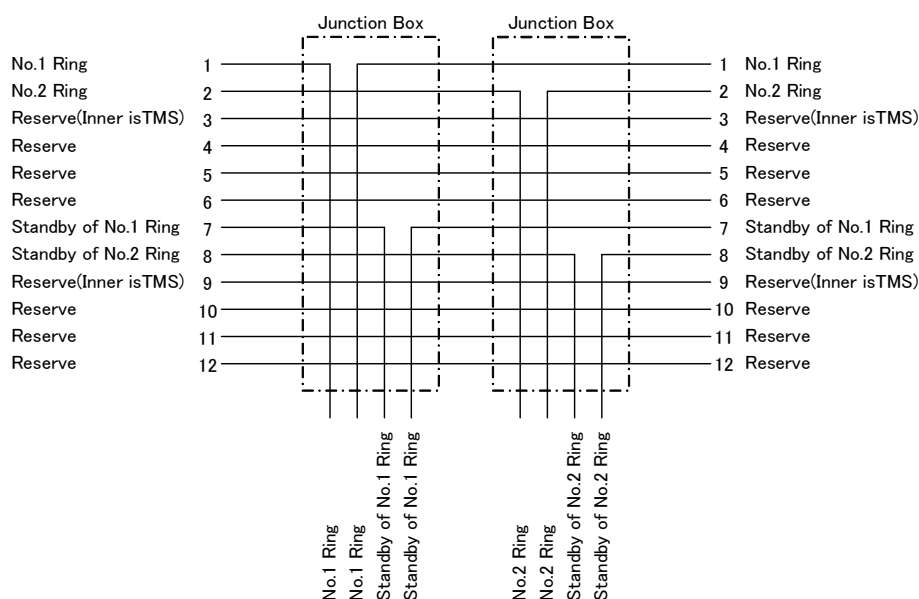 Junction Box Junction Box
No.1 Ring 1 1 No.1 Ring
No.2 Ring 2 2 No.2 Ring
Reserve(Inner isTMS) 3 3 Reserve(Inner isTMS)
Reserve 4 4 Reserve
Reserve 5 5 Reserve
Reserve 6 6 Reserve
Standby of No.1 Ring 7 7 Standby of No.1 Ring
Standby of No.2 Ring 8 8 Standby of No.2 Ring
Reserve(Inner isTMS) 9 9 Reserve(Inner isTMS)
Reserve 10 10 Reserve
Reserve 11 11 Reserve
Reserve 12 12 Reserve
No.1 Ring
No.1 Ring
Standby of No.1 Ring
Standby of No.1 Ring
No.2 Ring
No.2 Ring
Standby of No.2 Ring
Standby of No.2 Ring